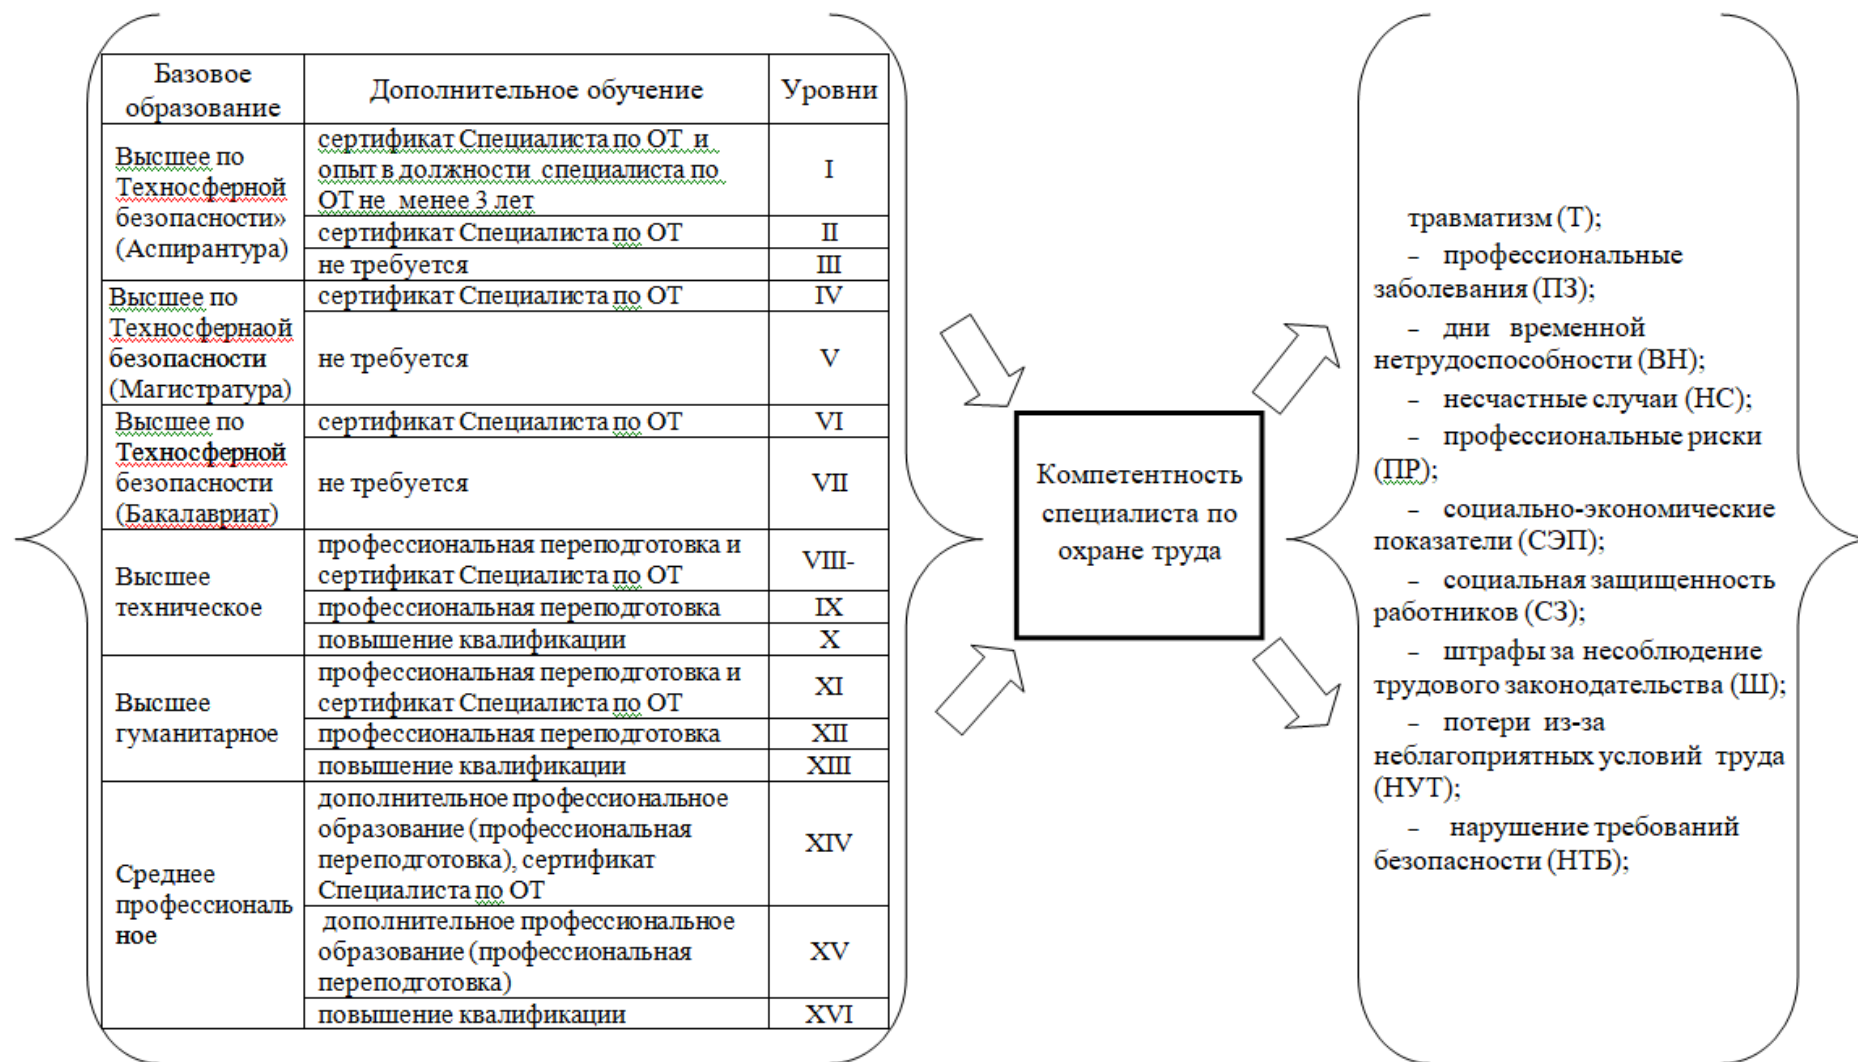 Базовое
образование
Дополнительное обучение
Уровни
Высшее по
Техносферной
безопасности»
(Аспирантура)
сертификат Специалиста по ОТ и
опыт в должности специалиста по
ОТ не менее 3 лет
I
сертификат Специалиста по ОТ
II
не требуется
III
Высшее по
Техносфернаой
безопасности
(Магистратура)
сертификат Специалиста по ОТ
IV
не требуется
V
Высшее по
Техносферной
безопасности
(Бакалавриат)
сертификат Специалиста по ОТ
VI
не требуется
VII
Высшее
техническое
профессиональная переподготовка и
сертификат Специалиста по ОТ
VIII-
профессиональная переподготовка
IX
повышение квалификации
X
Высшее
гуманитарное
профессиональная переподготовка и
сертификат Специалиста по ОТ
XI
профессиональная переподготовка
XII
повышение квалификации
XIII
Среднее
профессиональ
ное
дополнительное профессиональное
образование (профессиональная
переподготовка), сертификат
Специалиста по ОТ
XIV
дополнительное профессиональное
образование (профессиональная
переподготовка)
XV
повышение квалификации
XVI
Компетентность
специалиста по
охране труда
травматизм (Т);
– профессиональные
заболевания (ПЗ);
– дни временной
нетрудоспособности (ВН);
– несчастные случаи (НС);
– профессиональные риски
(ПР);
– социально-экономические
показатели (СЭП);
– социальная защищенность
работников (СЗ);
– штрафы за несоблюдение
трудового законодательства (Ш);
– потери из-за
неблагоприятных условий труда
(НУТ);
– нарушение требований
безопасности (НТБ);